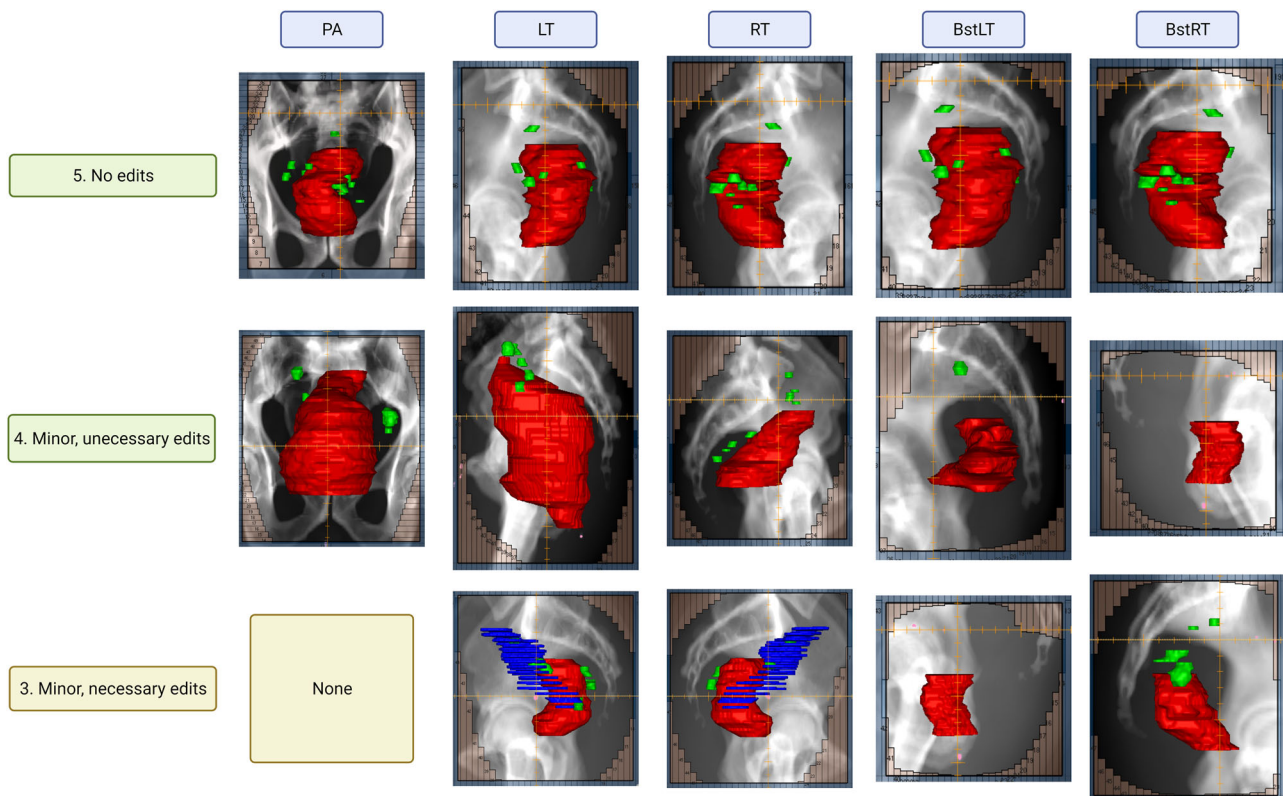 PA
LT
RT
BstLT
BstRT
5. No edits
4. Minor, unecessary edits
3. Minor, necessary edits
None